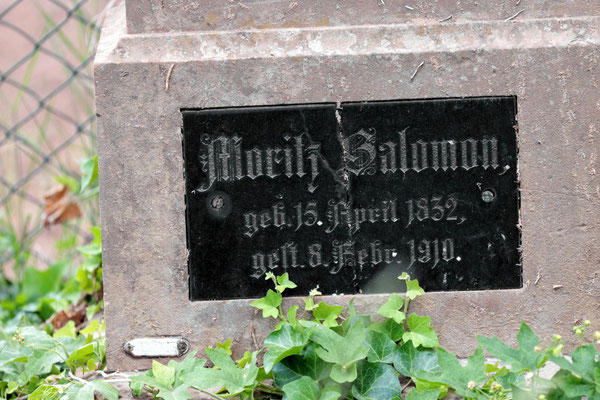 Moritz Salomon,
geb. 15. April 1832,
gest. 8. Febr. 1910.